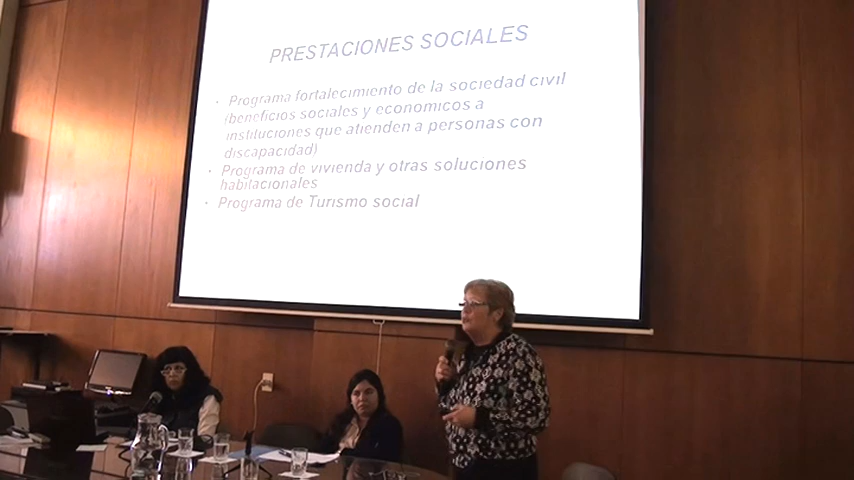 PRESTACIONES SOCIALES
• Programa fortalecimiento de la sociedad civil
(beneficios sociales y economicos a
instituciones que atienden a personas con
discapacidad)
• Programa de vivienda y otras soluciones
habitacionales
• Programa de Turismo social